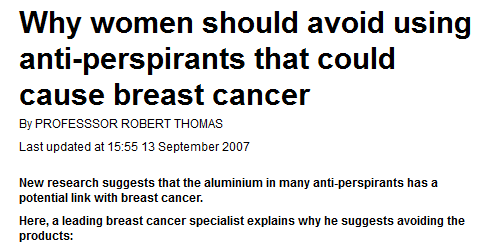 Why women should avoid using
anti-perspirants that could
cause breast cancer
By PROFESSSOR ROBERT THOMAS
Last updated at 15:55 13 September 2007
New research suggests that the aluminium in many anti-perspirants has a
potential link with breast cancer.
Here, a leading breast cancer specialist explains why he suggests avoiding the
products: